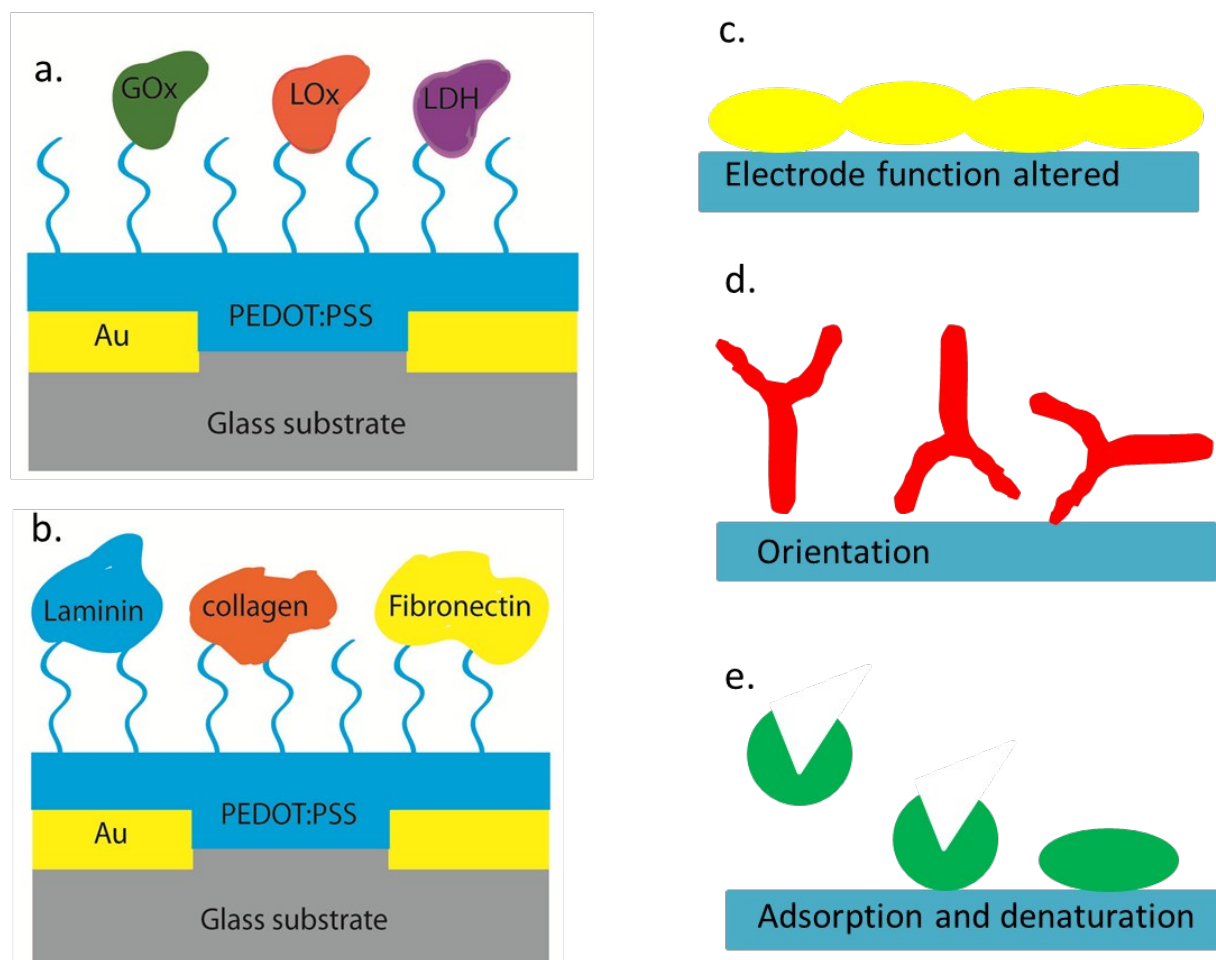 a.
GOx
LOx
LDH
PEDOT:PSS
Au
Glass substrate
b.
Laminin
collagen
Fibronectin
PEDOT:PSS
Au
Glass substrate
c.
Electrode function altered
d.
Orientation
e.
Adsorption and denaturation